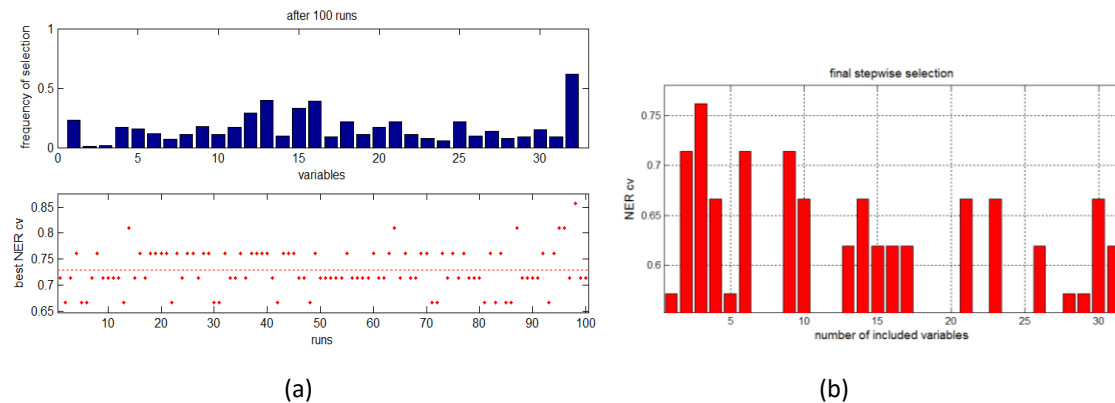 after 100 runs
frequency of selection
1
0.5
0
0 5 10 15 20 25 30
variables
best NER cv
0.85
0.8
0.75
0.7
0.65
10 20 30 40 50 60 70 80 90 100
runs
(a)
final stepwise selection
NER cv
0.75
0.7
0.65
0.6
5 10 15 20 25 30
number of included variables
(b)